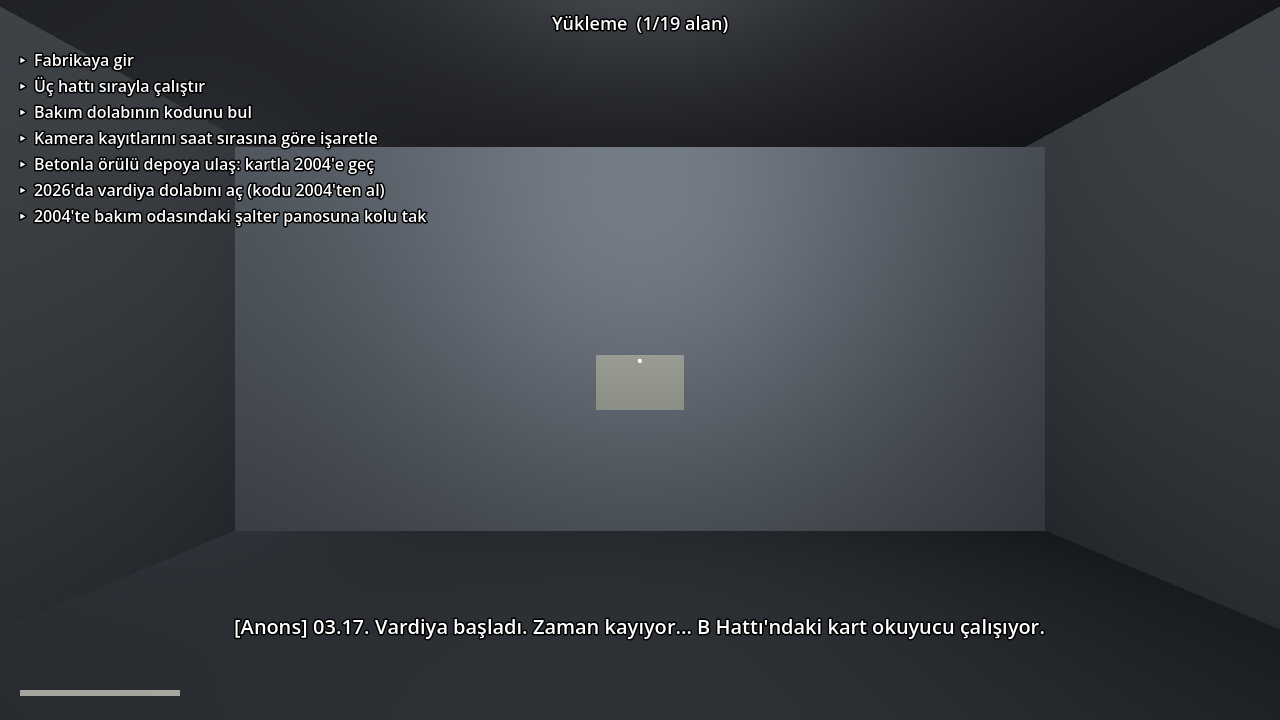 Yükleme (1/19 alan)
▸ Fabrikaya gir
▸ Üç hattı sırayla çalıştır
▸ Bakım dolabının kodunu bul
▸ Kamera kayıtlarını saat sırasına göre işaretle
▸ Betonla örülü depoya ulaş: kartla 2004'e geç
▸ 2026'da vardiya dolabını aç (kodu 2004'ten al)
▸ 2004'te bakım odasındaki şalter panosuna kolu tak
[Anons] 03.17. Vardiya başladı. Zaman kayıyor... B Hattı'ndaki kart okuyucu çalışıyor.